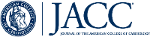 JACC
JOURNAL OF THE AMERICAN COLLEGE OF CARDIOLOGY